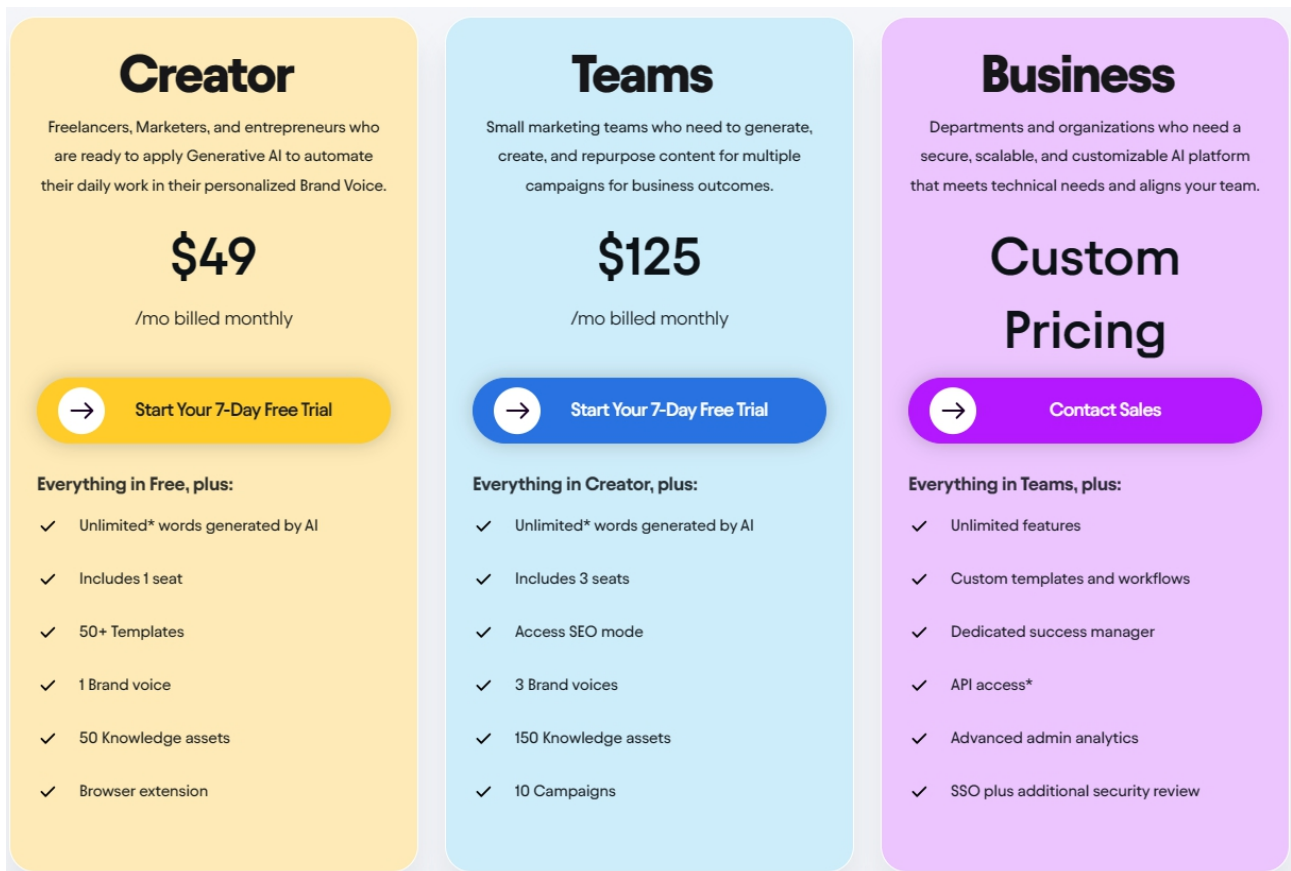 Creator
Freelancers, Marketers, and entrepreneurs who
are ready to apply Generative AI to automate
their daily work in their personalized Brand Voice.
$49
/mo billed monthly
Start Your 7-Day Free Trial
Everything in Free, plus:
Unlimited* words generated by AI
Includes 1 seat
50+ Templates
1 Brand voice
50 Knowledge assets
Browser extension
Teams
Small marketing teams who need to generate,
create, and repurpose content for multiple
campaigns for business outcomes.
$125
/mo billed monthly
Start Your 7-Day Free Trial
Everything in Creator, plus:
Unlimited* words generated by AI
Includes 3 seats
Access SEO mode
3 Brand voices
150 Knowledge assets
10 Campaigns
Business
Departments and organizations who need a
secure, scalable, and customizable AI platform
that meets technical needs and aligns your team.
Custom
Pricing
Contact Sales
Everything in Teams, plus:
Unlimited features
Custom templates and workflows
Dedicated success manager
API access*
Advanced admin analytics
SSO plus additional security review